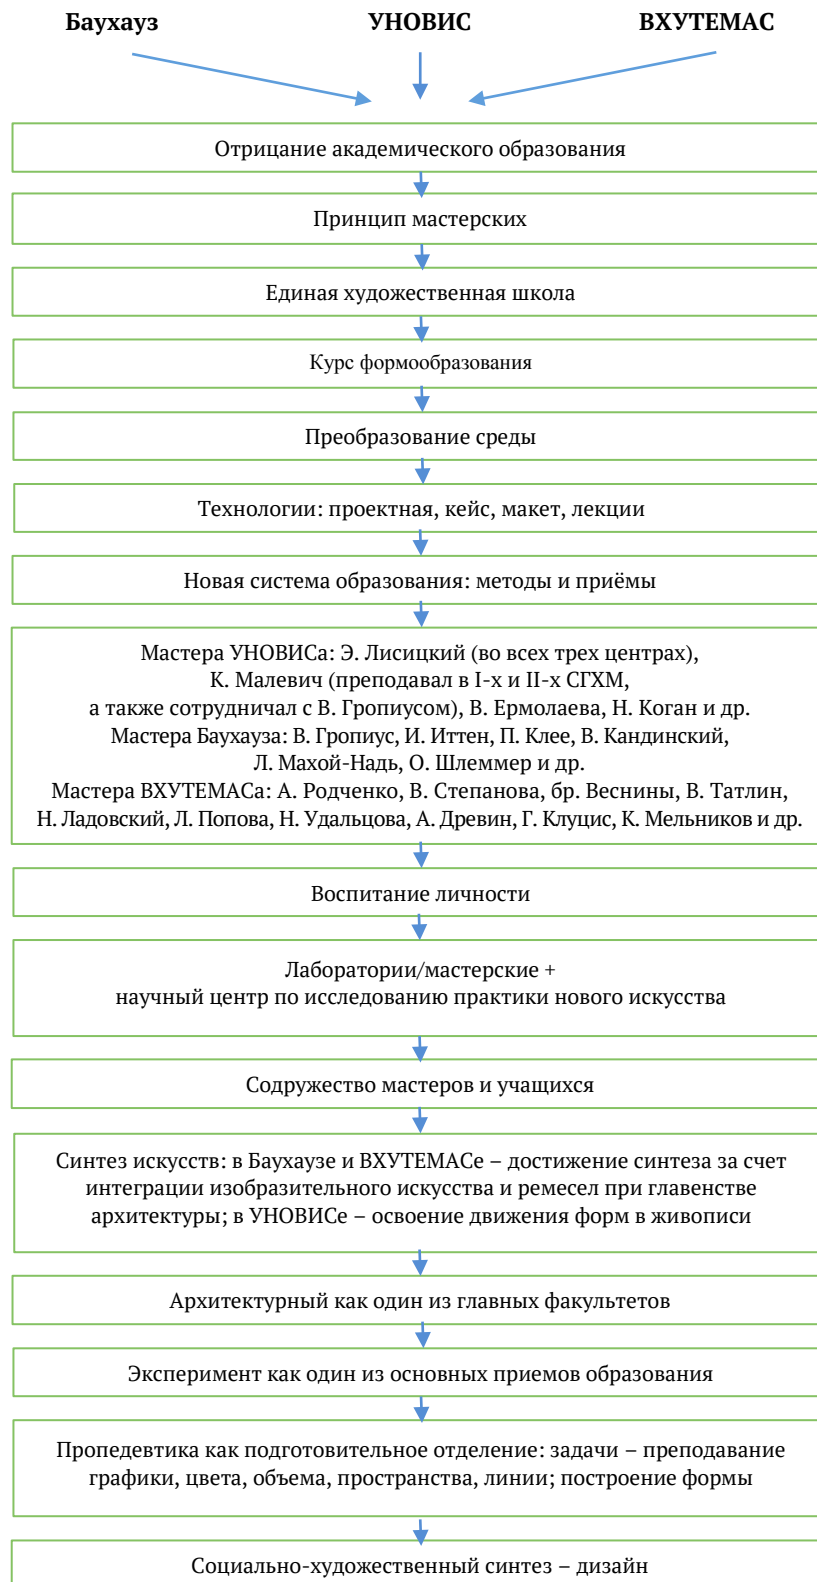 Баухауз УНОВИС ВХУТЕМАС
Отрицание академического образования
Принцип мастерских
Единая художественная школа
Курс формообразования
Преобразование среды
Технологии: проектная, кейс, макет, лекции
Новая система образования: методы и приёмы
Мастера УНОВИСа: Э. Лисицкий (во всех трех центрах),
К. Малевич (преподавал в I-х и II-х СГХМ,
а также сотрудничал с В. Гропиусом), В. Ермолаева, Н. Коган и др.
Мастера Баухауза: В. Гропиус, И. Иттен, П. Клее, В. Кандинский,
Л. Махой-Надь, О. Шлеммер и др.
Мастера ВХУТЕМАСа: А. Родченко, В. Степанова, бр. Веснины, В. Татлин,
Н. Ладовский, Л. Попова, Н. Удальцова, А. Древин, Г. Клуцис, К. Мельников и др.
Воспитание личности
Лаборатории/мастерские +
научный центр по исследованию практики нового искусства
Содружество мастеров и учащихся
Синтез искусств: в Баухаузе и ВХУТЕМАСе – достижение синтеза за счет
интеграции изобразительного искусства и ремесел при главенстве
архитектуры; в УНОВИСе – освоение движения форм в живописи
Архитектурный как один из главных факультетов
Эксперимент как один из основных приемов образования
Пропедевтика как подготовительное отделение: задачи – преподавание
графики, цвета, объема, пространства, линии; построение формы
Социально-художественный синтез – дизайн